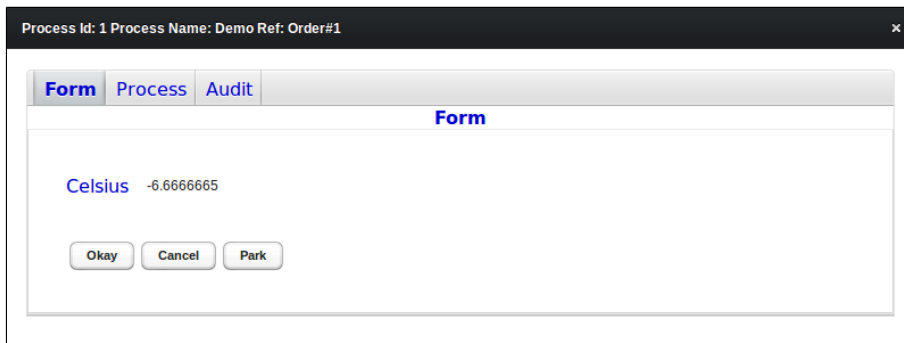 Process Id: 1 Process Name: Demo Ref: Order#1 ×
Form Process Audit
Form
Celsius -6.6666665
Okay Cancel Park